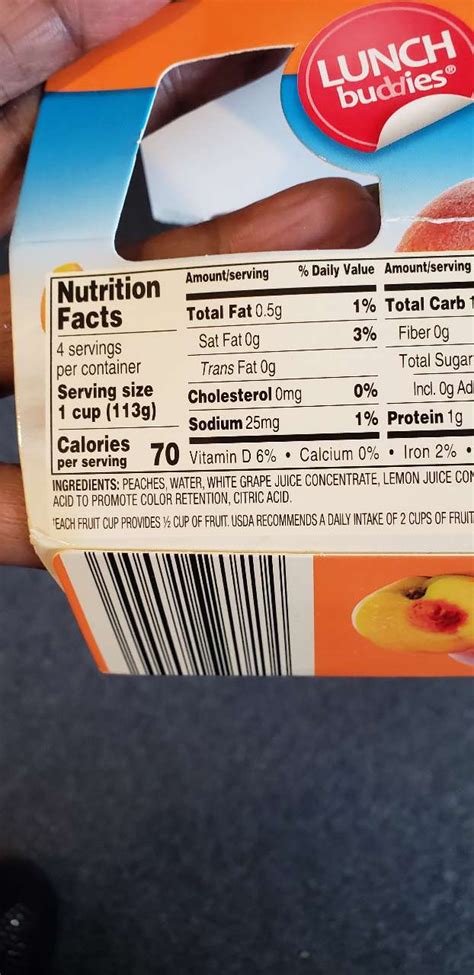 LUNCH
buddies®
Nutrition
Facts
4 servings
per container
Serving size
1 cup (113g)
Calories
per serving 70
Amount/serving % Daily Value
Total Fat 0.5g 1%
Sat Fat 0g 3%
Trans Fat 0g
Cholesterol 0mg 0%
Sodium 25mg 1%
Amount/serving
Total Carb 1
Fiber 0g
Total Sugar
Incl. 0g Ad
Protein 1g
Vitamin D 6% • Calcium 0% • Iron 2% •
INGREDIENTS: PEACHES, WATER, WHITE GRAPE JUICE CONCENTRATE, LEMON JUICE CON
ACID TO PROMOTE COLOR RETENTION, CITRIC ACID.
EACH FRUIT CUP PROVIDES ½ CUP OF FRUIT. USDA RECOMMENDS A DAILY INTAKE OF 2 CUPS OF FRUIT